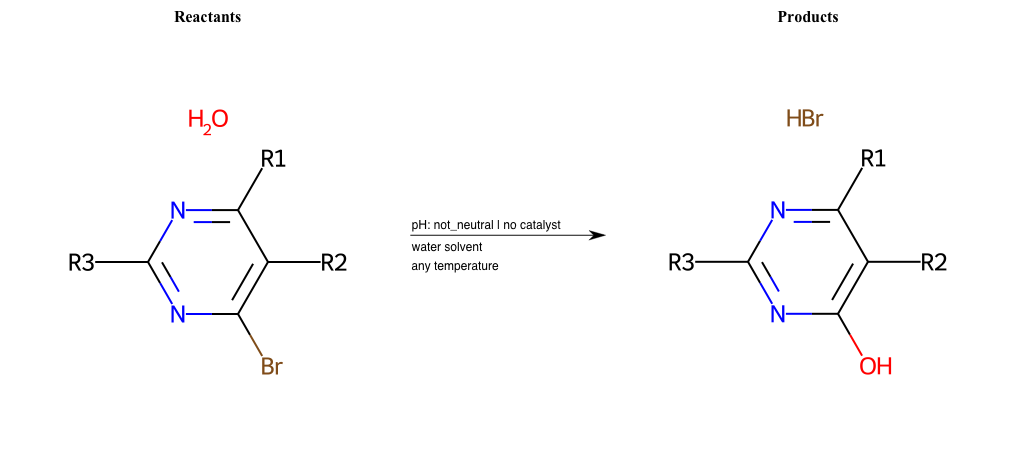 Reactants
Products
H2O
HBr
R1
R1
N
N
R3
R2
R3
R2
pH: not_neutral | no catalyst
water solvent
any temperature
N
N
Br
OH